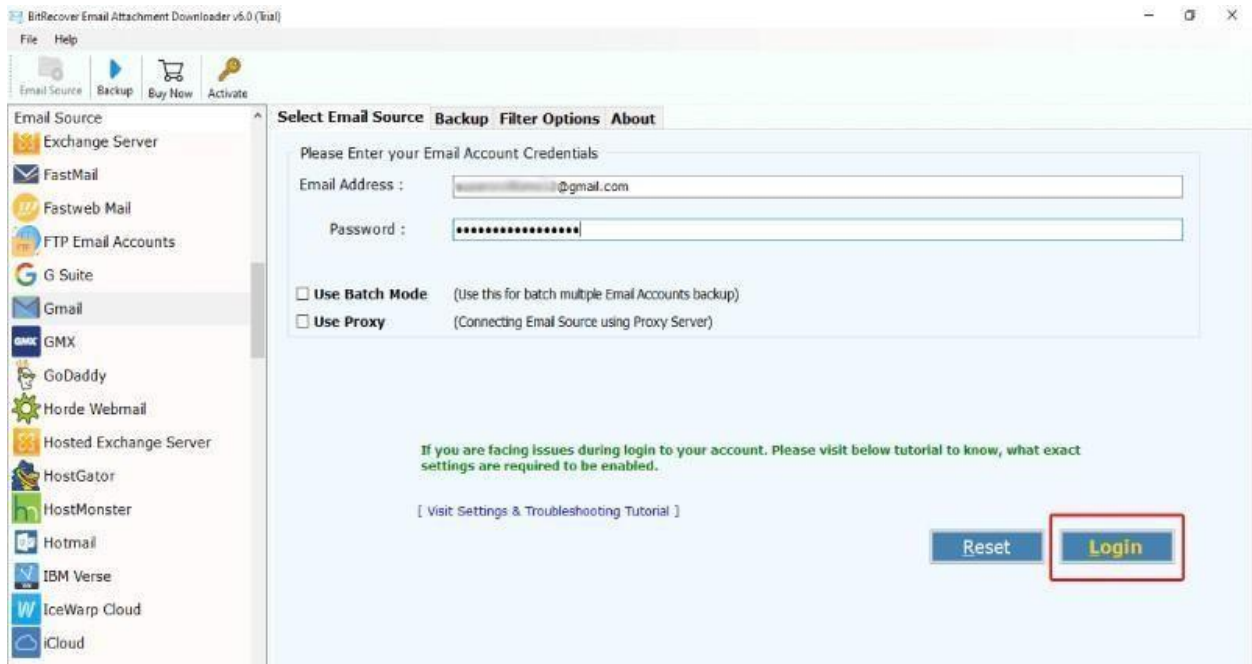 BitRecover Email Attachment Downloader v6.0 (Trial)
File Help
Email Source Backup Buy Now Activate
Email Source
Exchange Server
FastMail
Fastweb Mail
FTP Email Accounts
G Suite
Gmail
GMX
GMX
GoDaddy
Horde Webmail
Hosted Exchange Server
HostGator
HostMonster
Hotmail
IBM Verse
IceWarp Cloud
iCloud
Select Email Source Backup Filter Options About
Please Enter your Email Account Credentials
Email Address : @gmail.com
Password : •••••••••••••••••
Use Batch Mode (Use this for batch multiple Email Accounts backup)
Use Proxy (Connecting Email Source using Proxy Server)
If you are facing issues during login to your account. Please visit below tutorial to know, what exact
settings are required to be enabled.
[ Visit Settings & Troubleshooting Tutorial ]
Reset Login